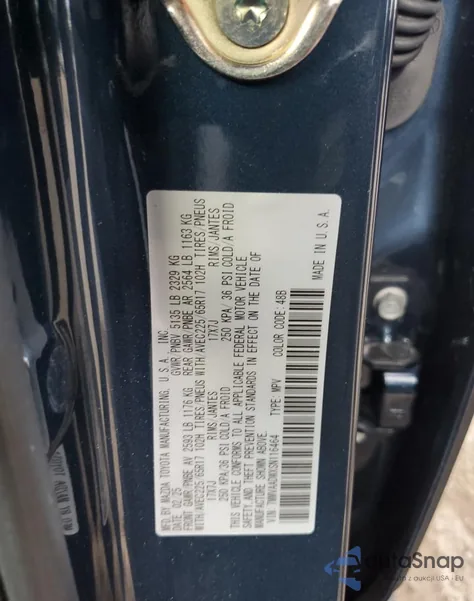 MFD. BY MAZDA TOYOTA MANUFACTURING, U.S.A., INC.
DATE: 02/25 GVWR/PNBV 5135 LB 2329 KG
FRONT GAWR/PNBE AV 2593 LB 1176 KG REAR GAWR/PNBE AR 2564 LB 1163 KG
WITH/AVEC225/65R17 102H TIRES/PNEUS WITH/AVEC225/65R17 102H TIRES/PNEUS
17X7J RIMS/JANTES 17X7J RIMS/JANTES
250 KPA/36 PSI COLD/A FROID 250 KPA/36 PSI COLD/A FROID
THIS VEHICLE CONFORMS TO ALL APPLICABLE FEDERAL MOTOR VEHICLE
SAFETY AND THEFT PREVENTION STANDARDS IN EFFECT ON THE DATE OF
MANUFACTURE SHOWN ABOVE.
TYPE: MPV COLOR CODE:48B
MADE IN U.S.A.
autoSnap
z aukcji USA - EU